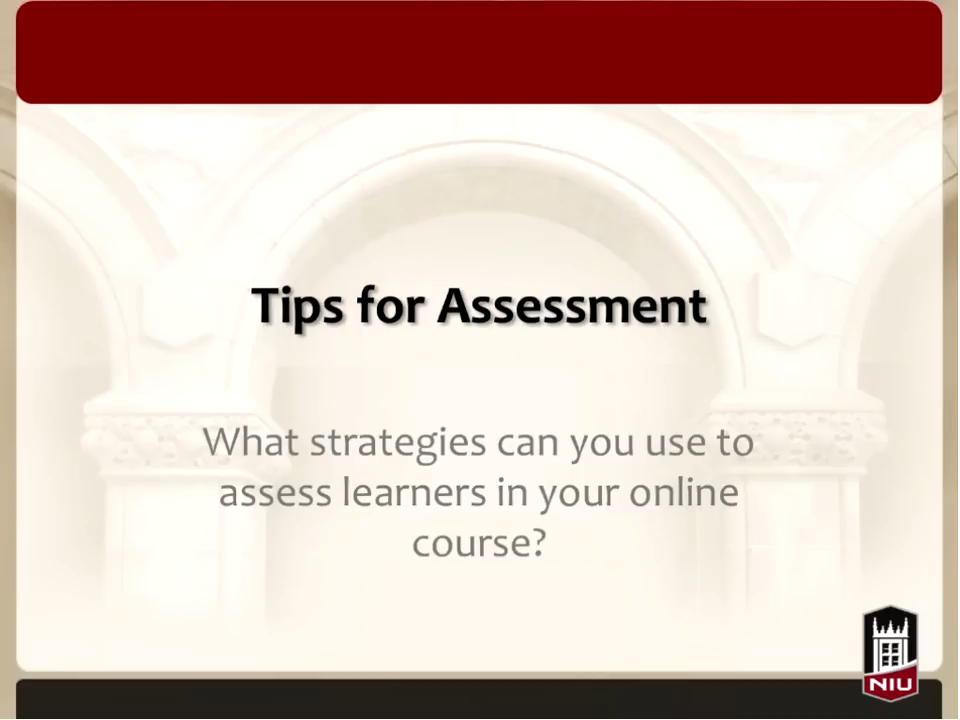 Tips for Assessment
What strategies can you use to
assess learners in your online
course?
NIU